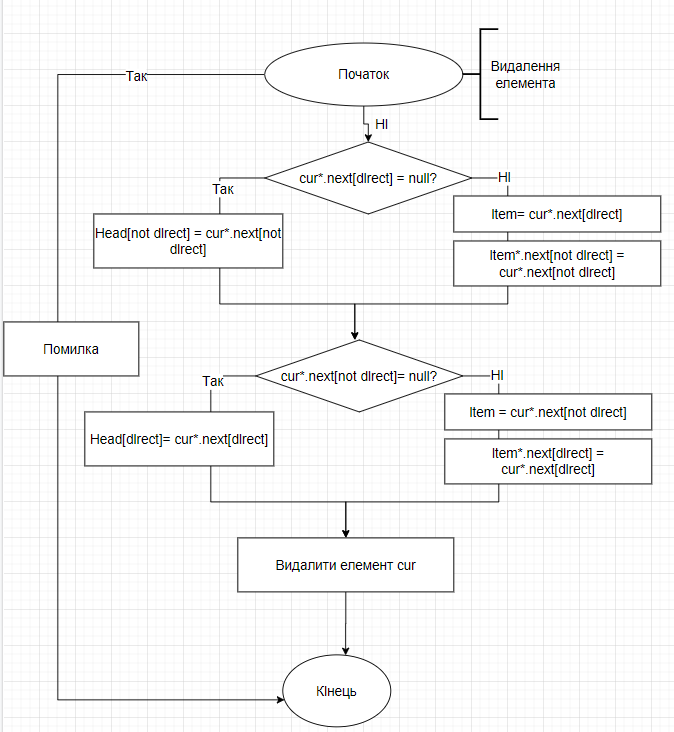 Початок
Видалення
елемента
Так
НІ
cur*.next[dIrect] = null?
Так
НІ
Head[not dIrect] = cur*.next[not
dIrect]
Item= cur*.next[dIrect]
Item*.next[not dIrect] =
cur*.next[not dIrect]
Помилка
cur*.next[not dIrect]= null?
Так
НІ
Head[dIrect]= cur*.next[dIrect]
Item = cur*.next[not dIrect]
Item*.next[dIrect] =
cur*.next[dIrect]
Видалити елемент cur
КІнець